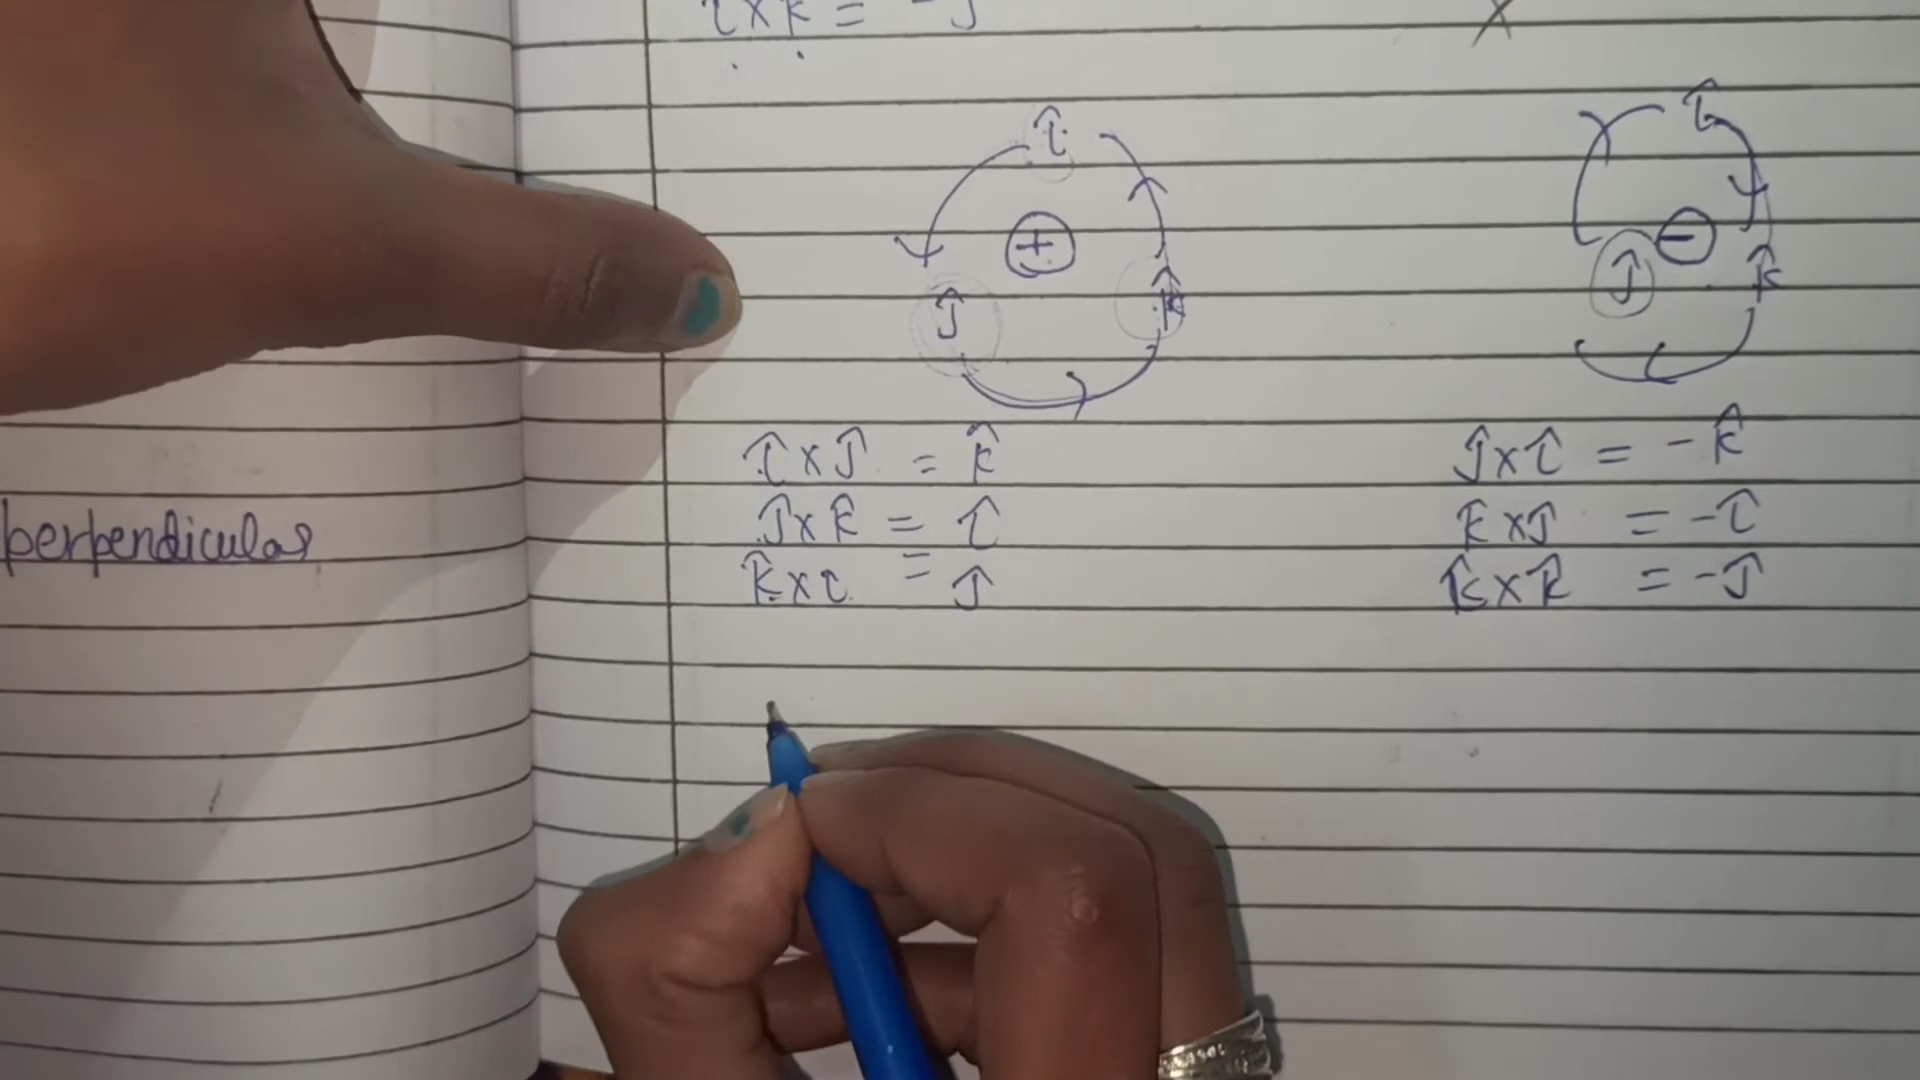 î × k̂ = -ĵ
î
î
+
-
ĵ
k̂
ĵ
k̂
î × ĵ = k̂
ĵ × k̂ = î
k̂ × î = ĵ
ĵ × î = -k̂
k̂ × ĵ = -î
k̂ × k̂ = -ĵ
perpendicular